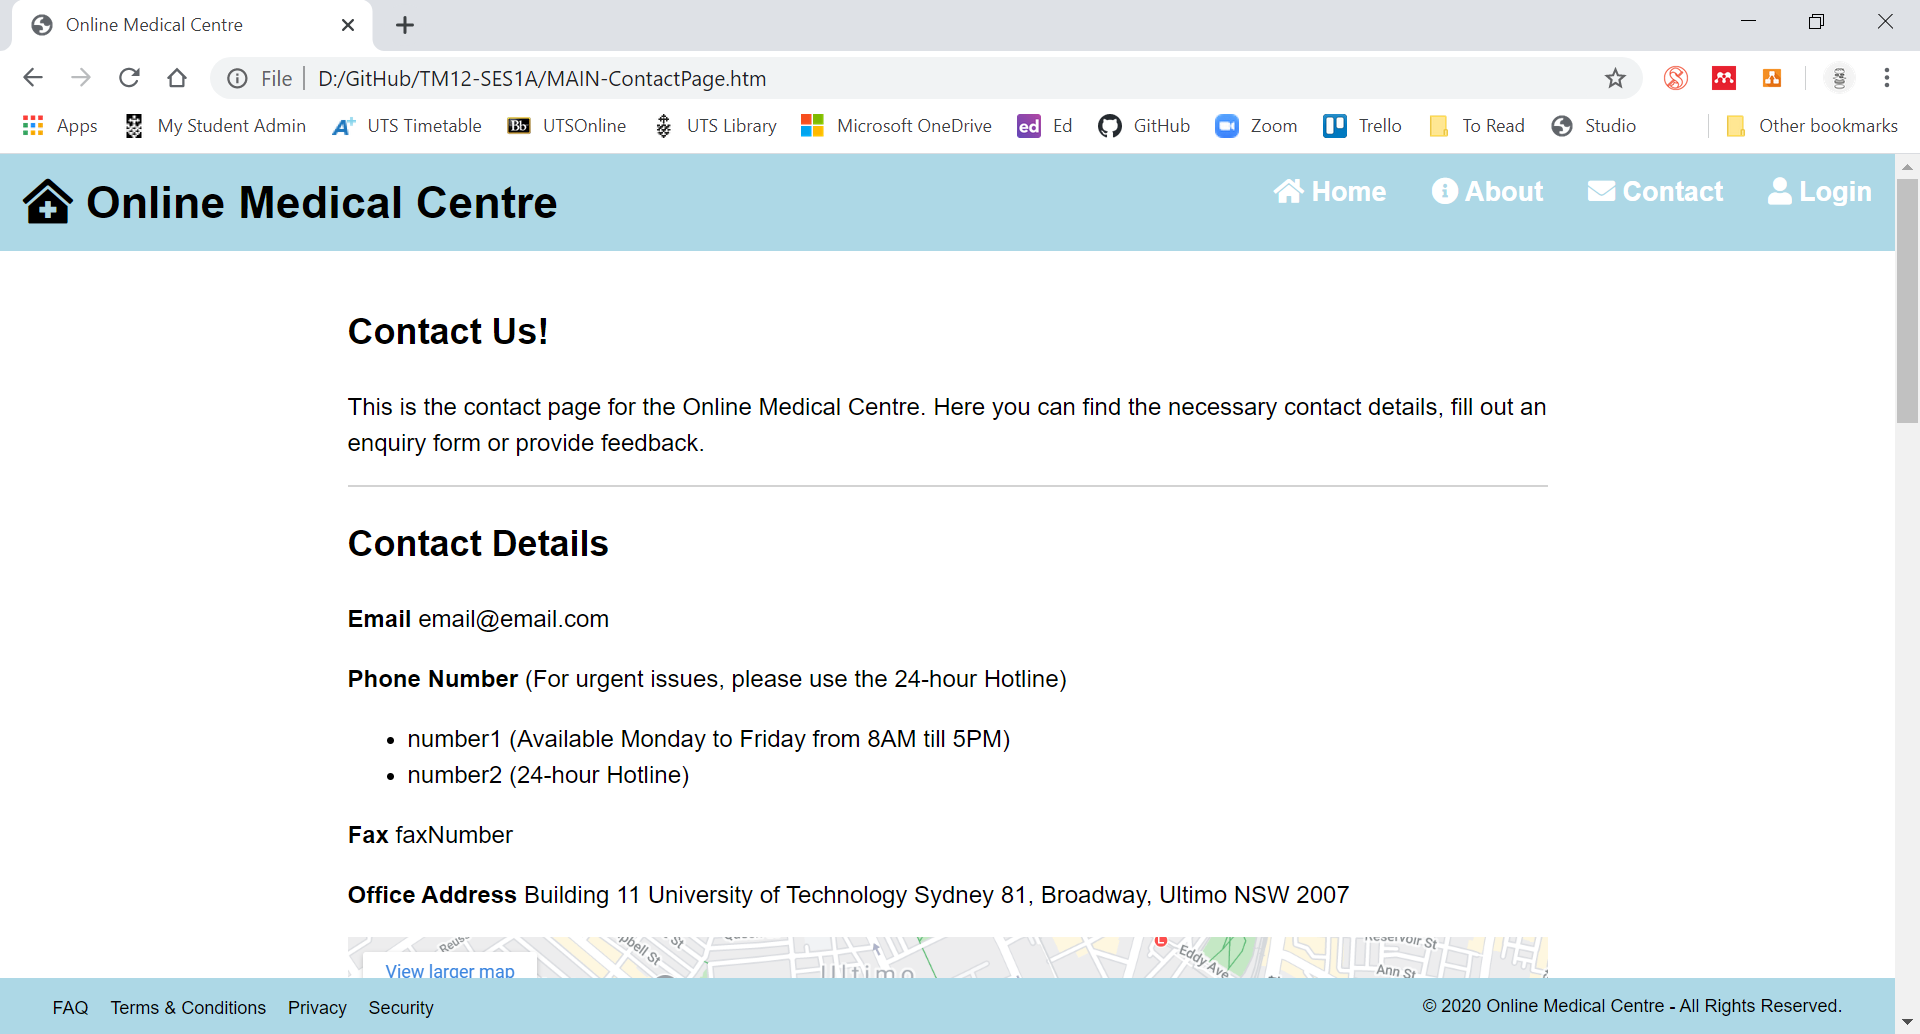 Online Medical Centre
File
D:/GitHub/TM12-SES1A/MAIN-ContactPage.htm
Apps My Student Admin A+ UTS Timetable Bb UTSOnline UTS Library Microsoft OneDrive ed Ed GitHub Zoom Trello To Read Studio Other bookmarks
Online Medical Centre
Home About Contact Login
Contact Us!
This is the contact page for the Online Medical Centre. Here you can find the necessary contact details, fill out an
enquiry form or provide feedback.
Contact Details
Email email@email.com
Phone Number (For urgent issues, please use the 24-hour Hotline)
• number1 (Available Monday to Friday from 8AM till 5PM)
• number2 (24-hour Hotline)
Fax faxNumber
Office Address Building 11 University of Technology Sydney 81, Broadway, Ultimo NSW 2007
View larger map
Ultimo
Eddy Ave
Reservoir St
Ann St
FAQ Terms & Conditions Privacy Security
© 2020 Online Medical Centre - All Rights Reserved.